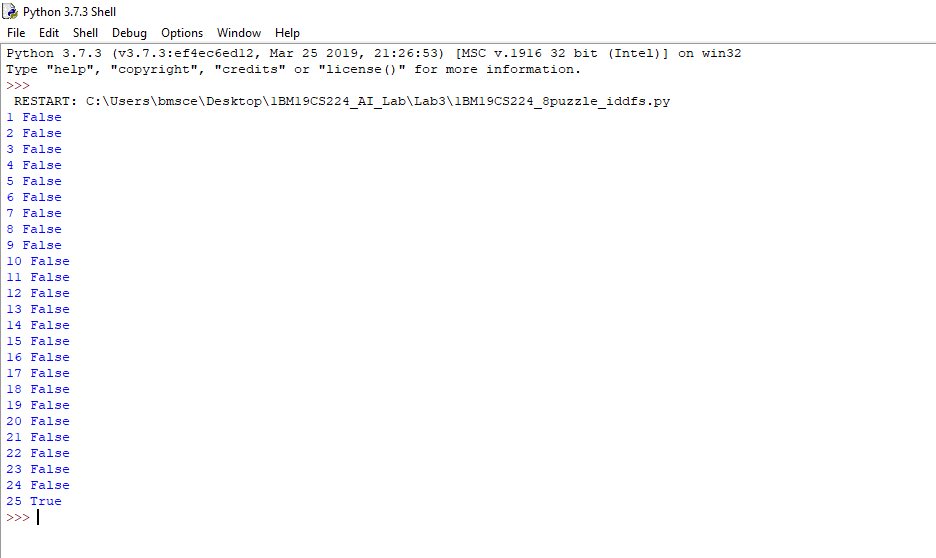 Python 3.7.3 Shell
File Edit Shell Debug Options Window Help
Python 3.7.3 (v3.7.3:ef4ec6ed12, Mar 25 2019, 21:26:53) [MSC v.1916 32 bit (Intel)] on win32
Type "help", "copyright", "credits" or "license()" for more information.
>>>
RESTART: C:\Users\bmsce\Desktop\1BM19CS224_AI_Lab\Lab3\1BM19CS224_8puzzle_iddfs.py
1 False
2 False
3 False
4 False
5 False
6 False
7 False
8 False
9 False
10 False
11 False
12 False
13 False
14 False
15 False
16 False
17 False
18 False
19 False
20 False
21 False
22 False
23 False
24 False
25 True
>>>